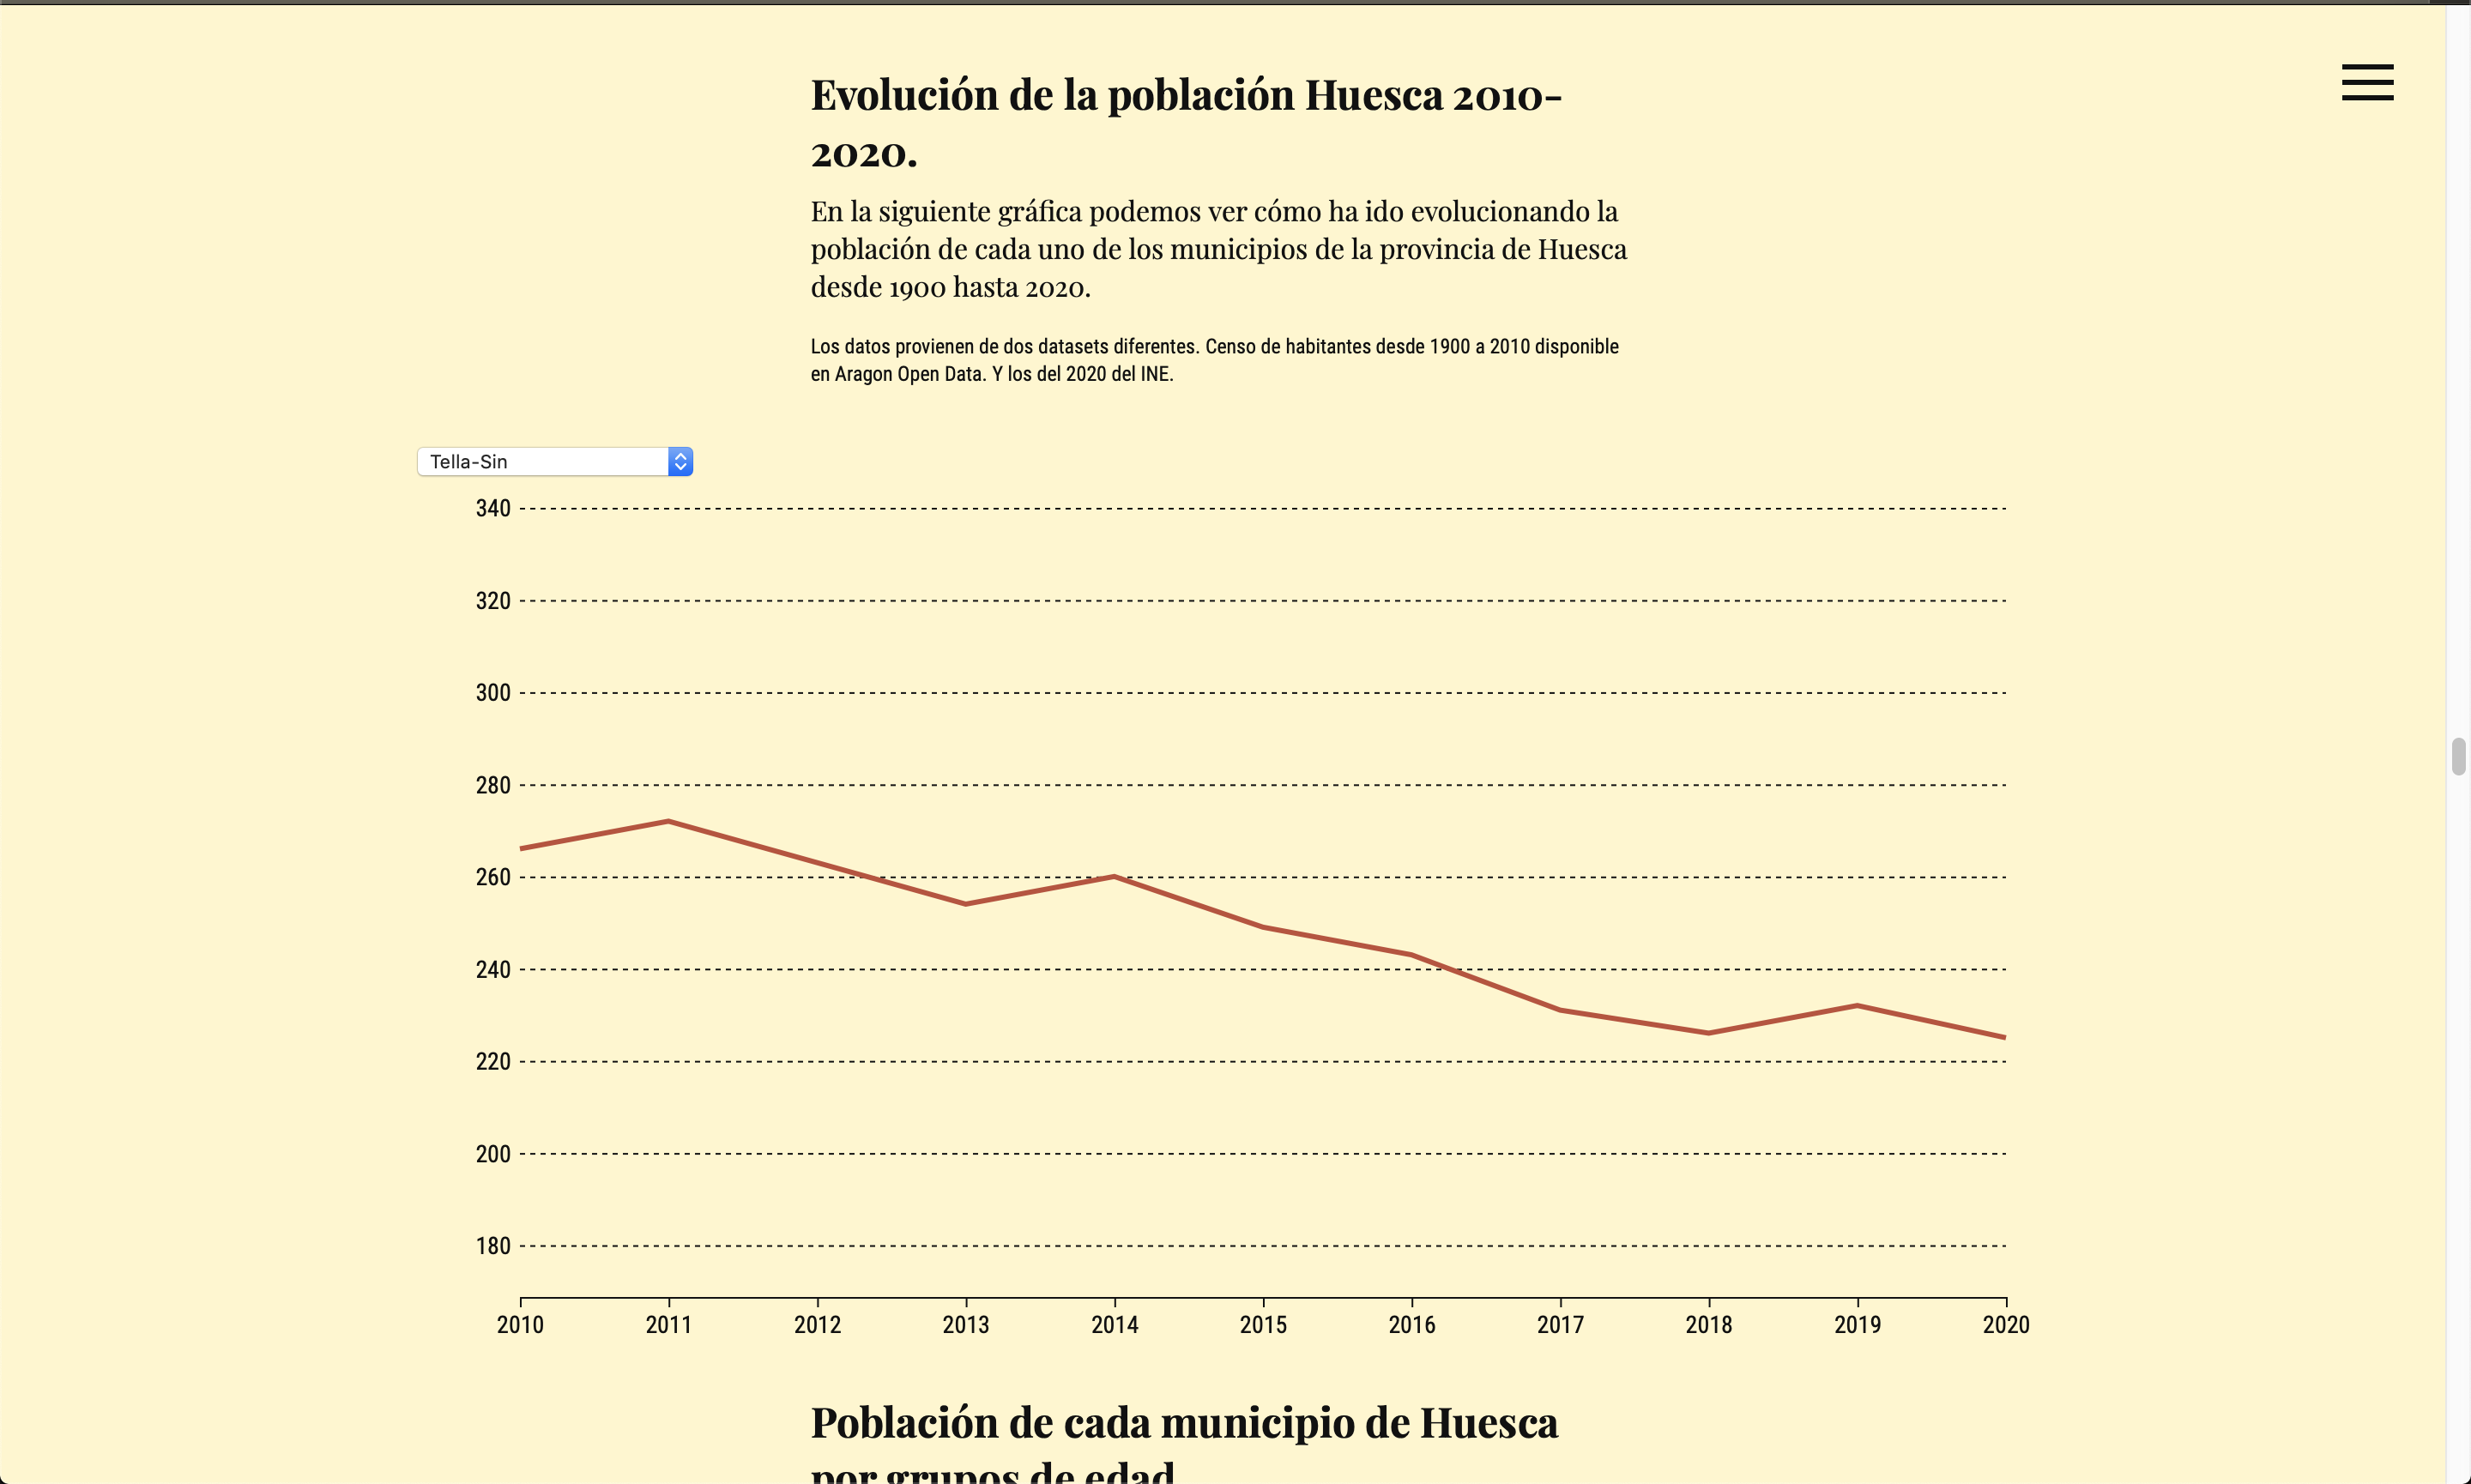 Evolución de la población Huesca 2010-
2020.
En la siguiente gráfica podemos ver cómo ha ido evolucionando la
población de cada uno de los municipios de la provincia de Huesca
desde 1900 hasta 2020.
Los datos provienen de dos datasets diferentes. Censo de habitantes desde 1900 a 2010 disponible
en Aragon Open Data. Y los del 2020 del INE.
Tella-Sin
340
320
300
280
260
240
220
200
180
2010 2011 2012 2013 2014 2015 2016 2017 2018 2019 2020
Población de cada municipio de Huesca
por grupos de edad